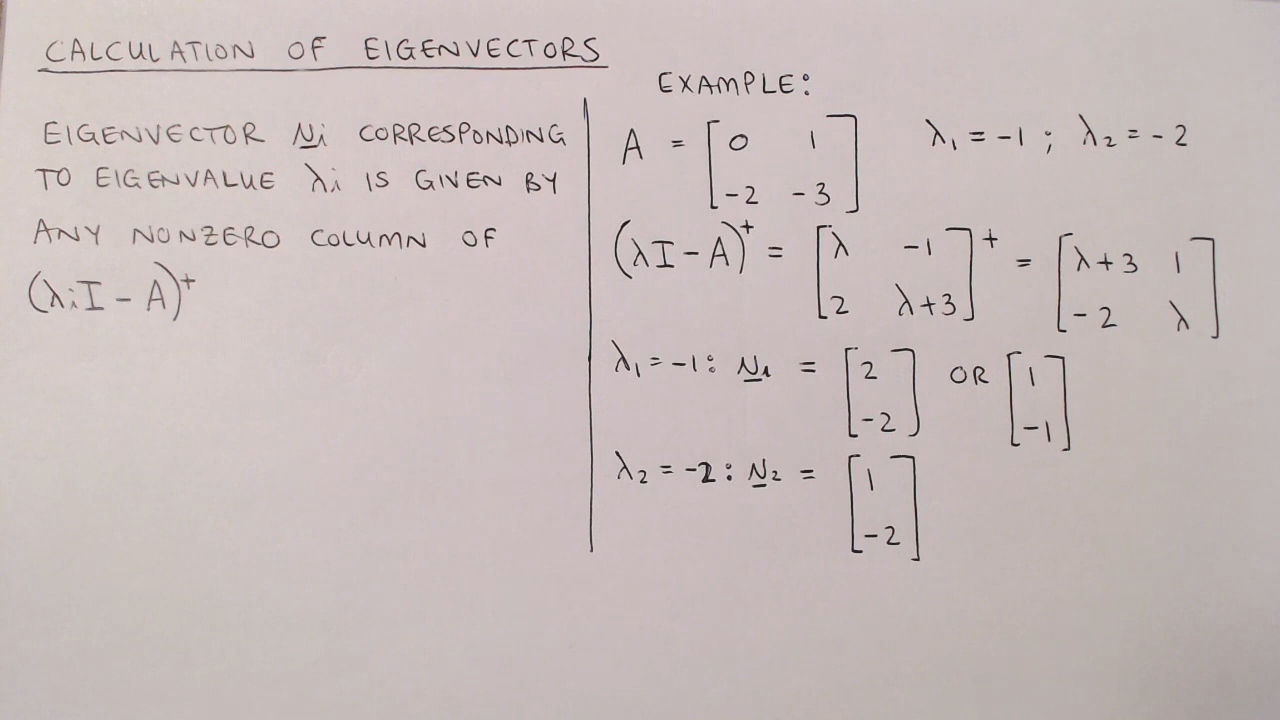 CALCULATION OF EIGENVECTORS
EIGENVECTOR Ni CORRESPONDING
TO EIGENVALUE λi IS GIVEN BY
ANY NONZERO COLUMN OF
(λiI - A)⁺
EXAMPLE:
A = [0 1
-2 -3] λ₁ = -1 ; λ₂ = -2
(λI - A)⁺ = [λ -1
2 λ+3]⁺ = [λ+3 1
-2 λ]
λ₁ = -1 : N₁ = [2
-2] OR [1
-1]
λ₂ = -2 : N₂ = [1
-2]